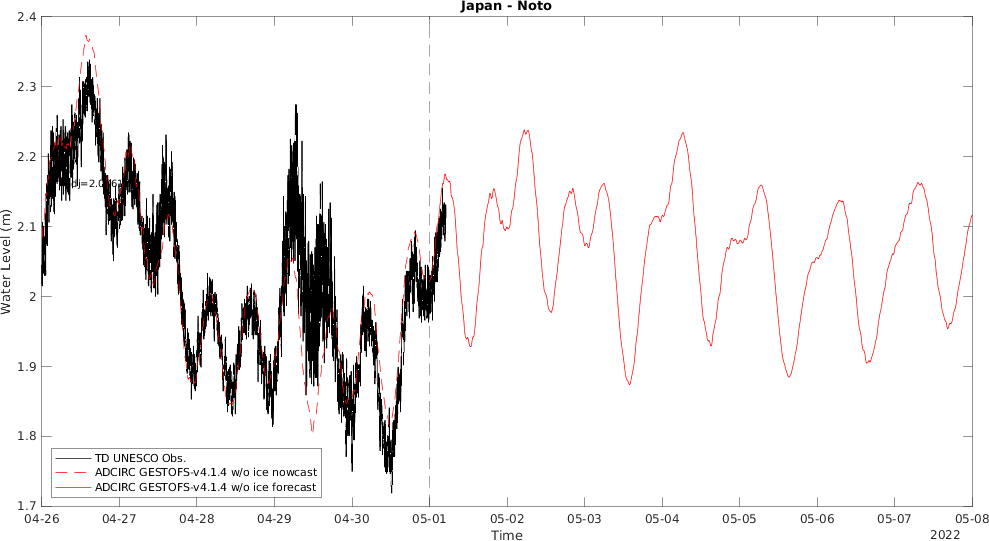 Japan - Noto
2.4
2.3
2.2
2.1
2
1.9
1.8
1.7
Water Level (m)
TD UNESCO Obs.
ADCIRC GESTOFS-v4.1.4 w/o ice nowcast
ADCIRC GESTOFS-v4.1.4 w/o ice forecast
04-26 04-27 04-28 04-29 04-30 05-01 05-02 05-03 05-04 05-05 05-06 05-07 05-08
Time
2022